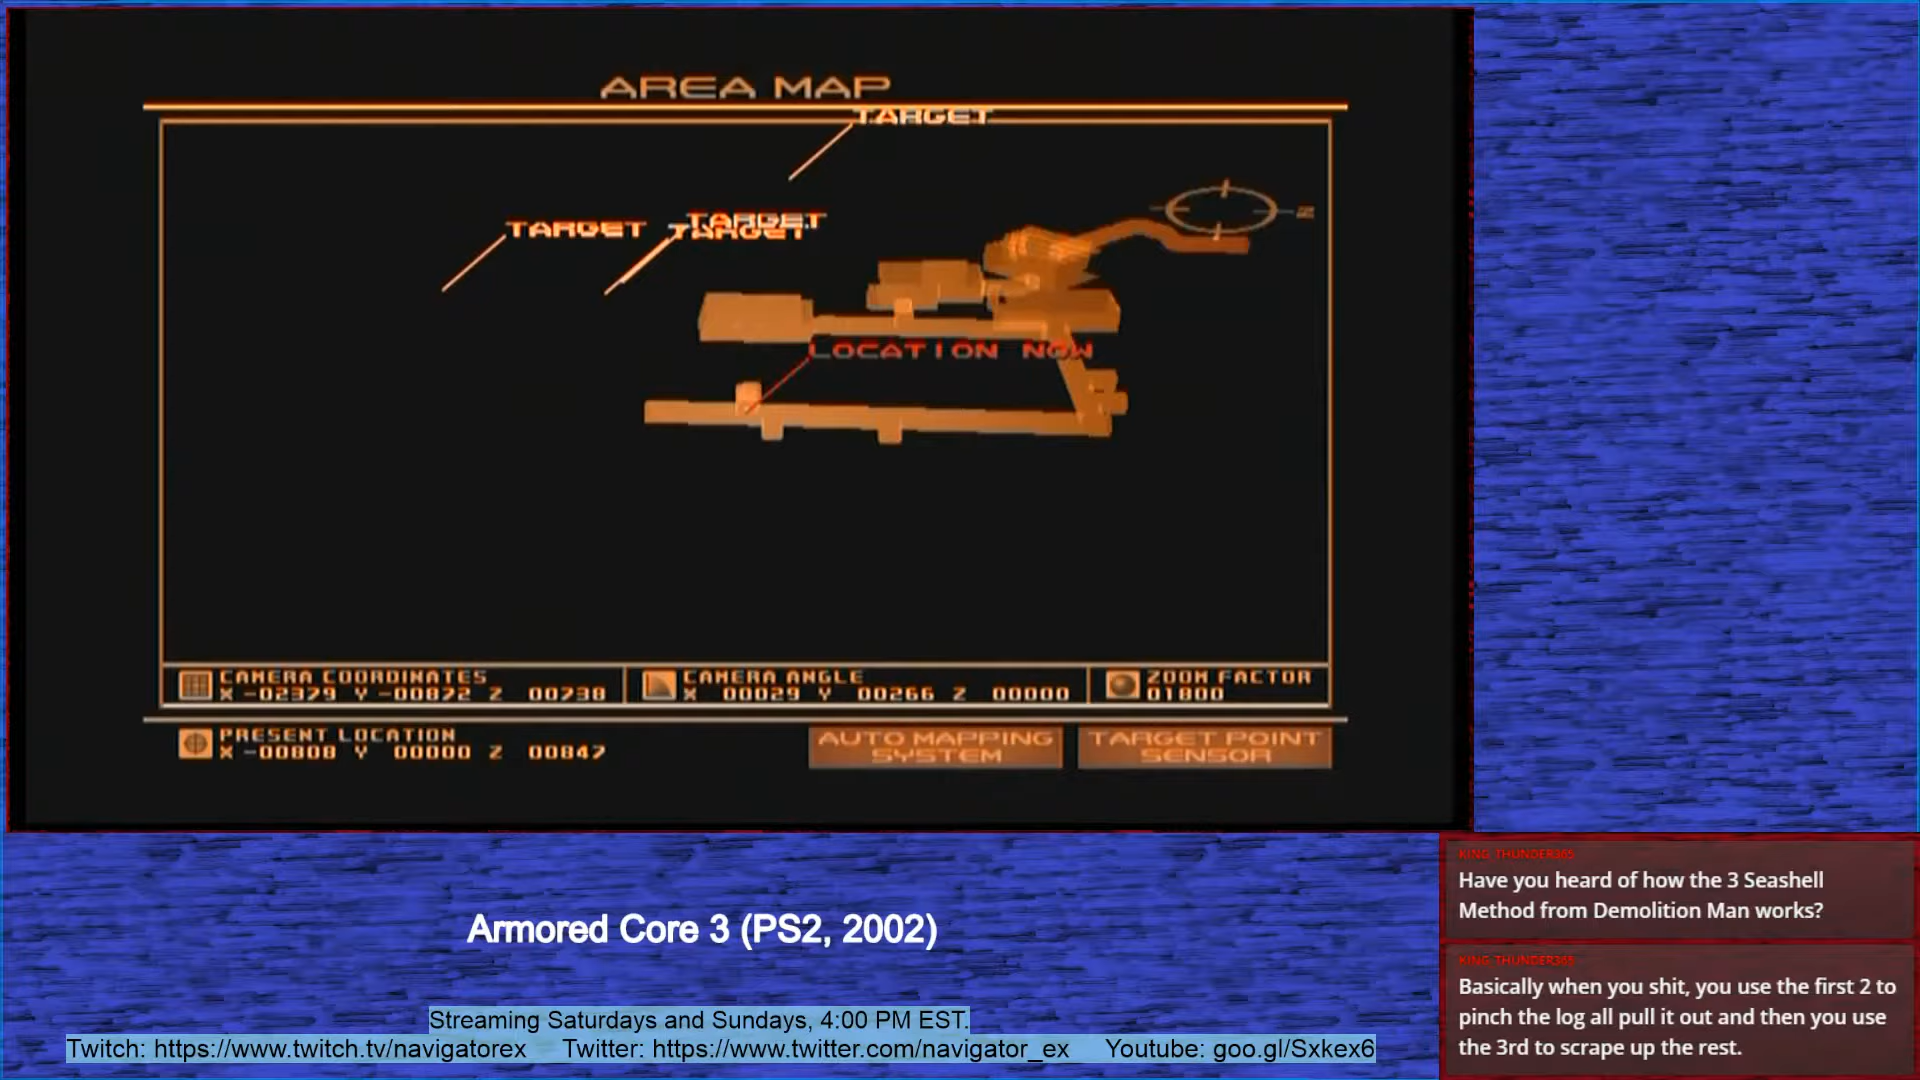 AREA MAP
TARGET
TARGET
TARGET
TARGET
Z
LOCATION NOW
CAMERA COORDINATES
X -02379 Y -00872 Z 00738
CAMERA ANGLE
X 00029 Y 00266 Z 00000
ZOOM FACTOR
01800
PRESENT LOCATION
X -00808 Y 00000 Z 00847
AUTO MAPPING
SYSTEM
TARGET POINT
SENSOR
KING_THUNDER365
Have you heard of how the 3 Seashell
Method from Demolition Man works?
KING_THUNDER365
Basically when you shit, you use the first 2 to
pinch the log all pull it out and then you use
the 3rd to scrape up the rest.
Armored Core 3 (PS2, 2002)
Streaming Saturdays and Sundays, 4:00 PM EST.
Twitch: https://www.twitch.tv/navigatorex Twitter: https://www.twitter.com/navigator_ex Youtube: goo.gl/Sxkex6